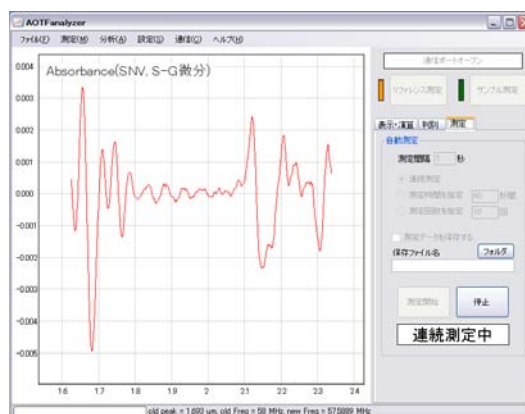 AOTFanalyzer
ファイル(F) 測定(M) 分析(A) 設定(S) 通信(C) ヘルプ(H)
Absorbance(SNV, S-G微分)
0.004
0.003
0.002
0.001
0.000
-0.001
-0.002
-0.003
-0.004
-0.005
1.6 1.7 1.8 1.9 2 2.1 2.2 2.3 2.4
通信ポートオープン
リファレンス測定 サンプル測定
表示・演算 判別 測定
自動測定
測定間隔 1 秒
連続測定
測定時間を指定 60 秒間
測定回数を指定 10 回
測定データを保存する
保存ファイル名 フォルダ
測定開始 停止
連続測定中
old peak = 1.693 um, old Freq = 58 MHz, new Freq = 57.5889 MHz